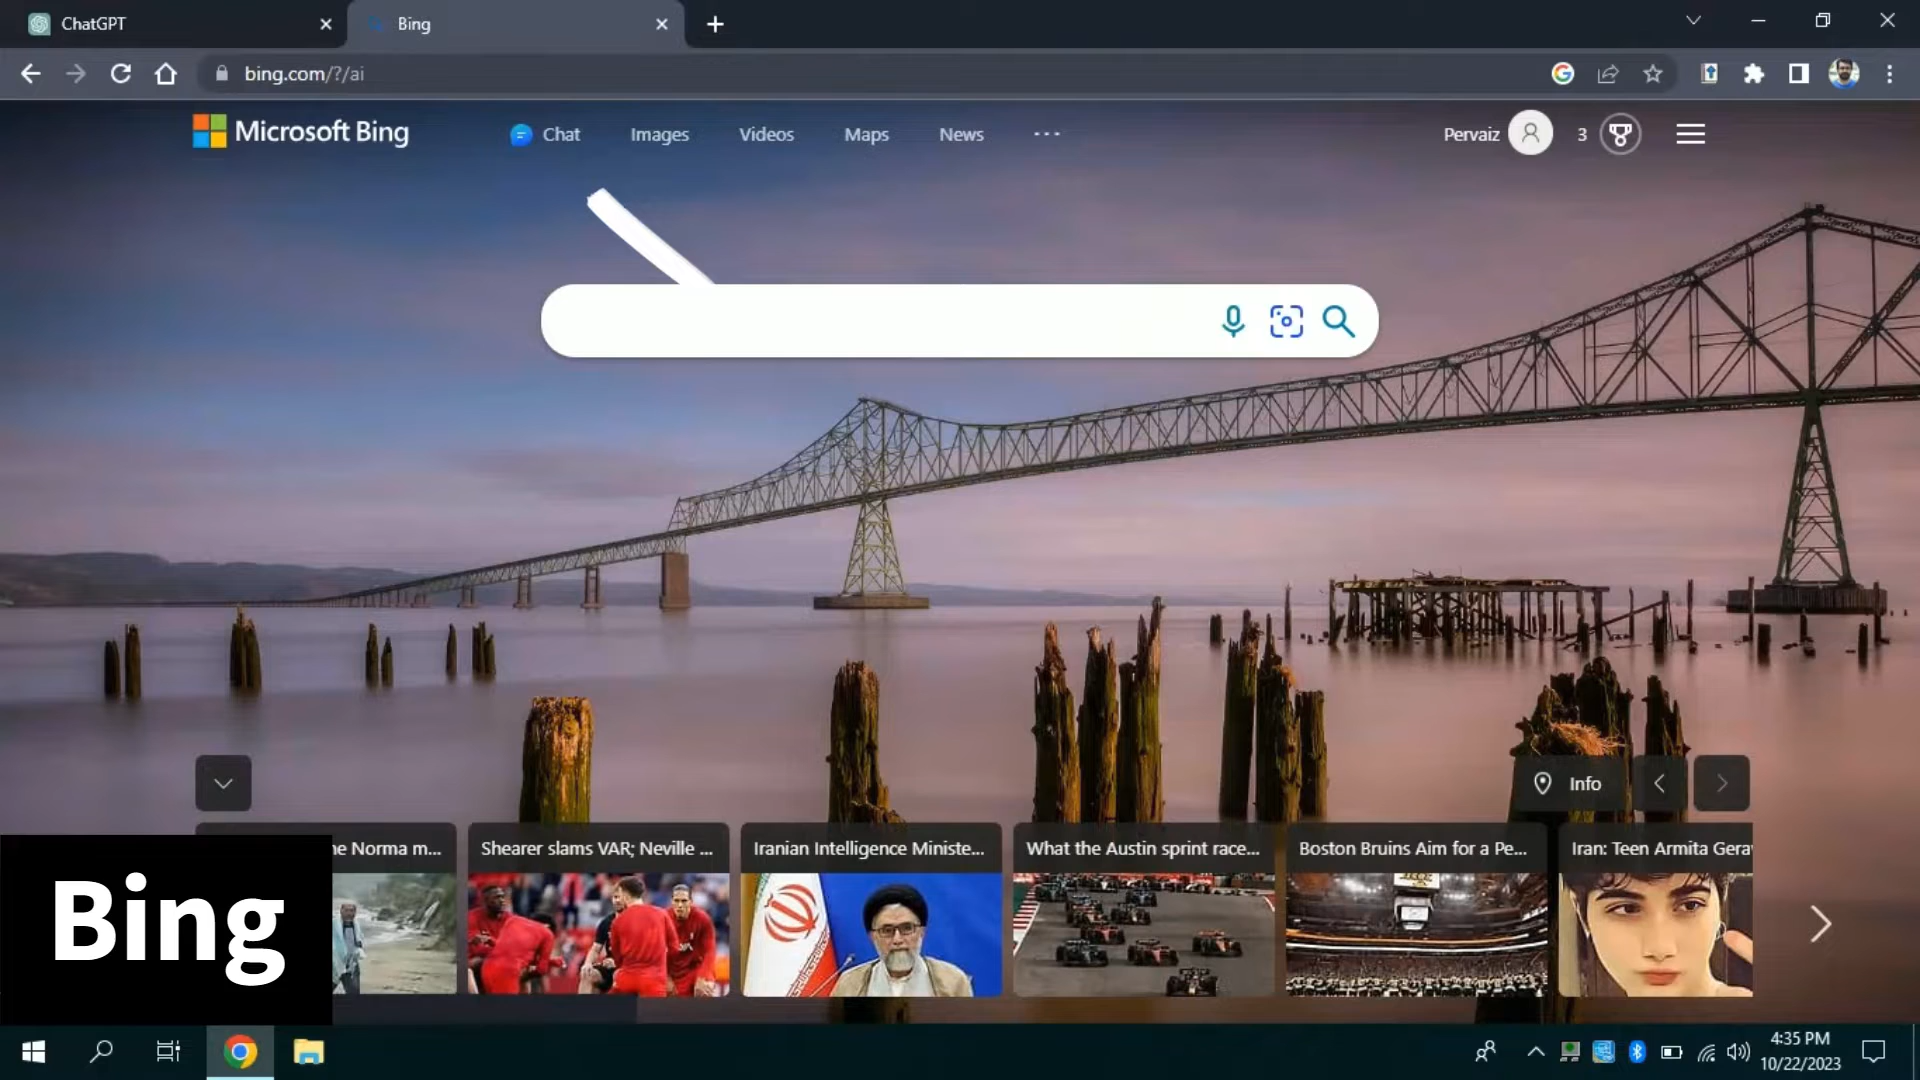 ChatGPT
Bing
bing.com/?/ai
Microsoft Bing
Chat
Images
Videos
Maps
News
Pervaiz
3
Info
he Norma m...
Shearer slams VAR; Neville ...
Iranian Intelligence Ministe...
What the Austin sprint race...
Boston Bruins Aim for a Pe...
Iran: Teen Armita Gera
Bing
4:35 PM
10/22/2023